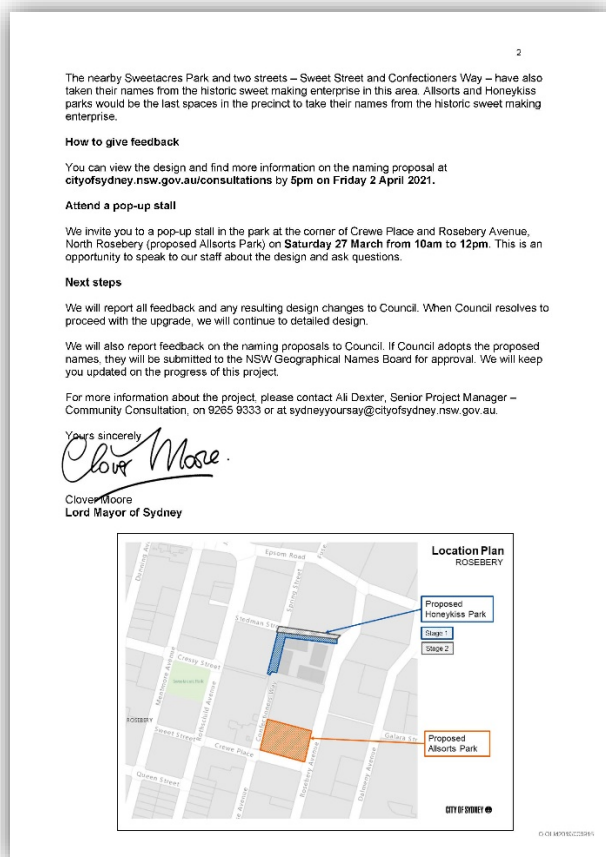 2
The nearby Sweetacres Park and two streets – Sweet Street and Confectioners Way – have also
taken their names from the historic sweet making enterprise in this area. Allsorts and Honeykiss
parks would be the last spaces in the precinct to take their names from the historic sweet making
enterprise.
How to give feedback
You can view the design and find more information on the naming proposal at
cityofsydney.nsw.gov.au/consultations by 5pm on Friday 2 April 2021.
Attend a pop-up stall
We invite you to a pop-up stall in the park at the corner of Crewe Place and Rosebery Avenue,
North Rosebery (proposed Allsorts Park) on Saturday 27 March from 10am to 12pm. This is an
opportunity to speak to our staff about the design and ask questions.
Next steps
We will report all feedback and any resulting design changes to Council. When Council resolves to
proceed with the upgrade, we will continue to detailed design.
We will also report feedback on the naming proposals to Council. If Council adopts the proposed
names, they will be submitted to the NSW Geographical Names Board for approval. We will keep
you updated on the progress of this project.
For more information about the project, please contact Ali Dexter, Senior Project Manager –
Community Consultation, on 9265 9333 or at sydneyyoursay@cityofsydney.nsw.gov.au.
Yours sincerely
Clover Moore.
Clover Moore
Lord Mayor of Sydney
Location Plan
ROSEBERY
Epsom Road
Spring Street
Stedman
Proposed
Honeykiss Park
Stage 1
Stage 2
Cressy Street
Mentmore Avenue
Rothschild Avenue
Confectioners Way
ROSEBERY
Sweet Street
Crewe Place
Rosebery Avenue
Dalmeny Avenue
Galara
Proposed
Allsorts Park
Queen Street
CITY OF SYDNEY